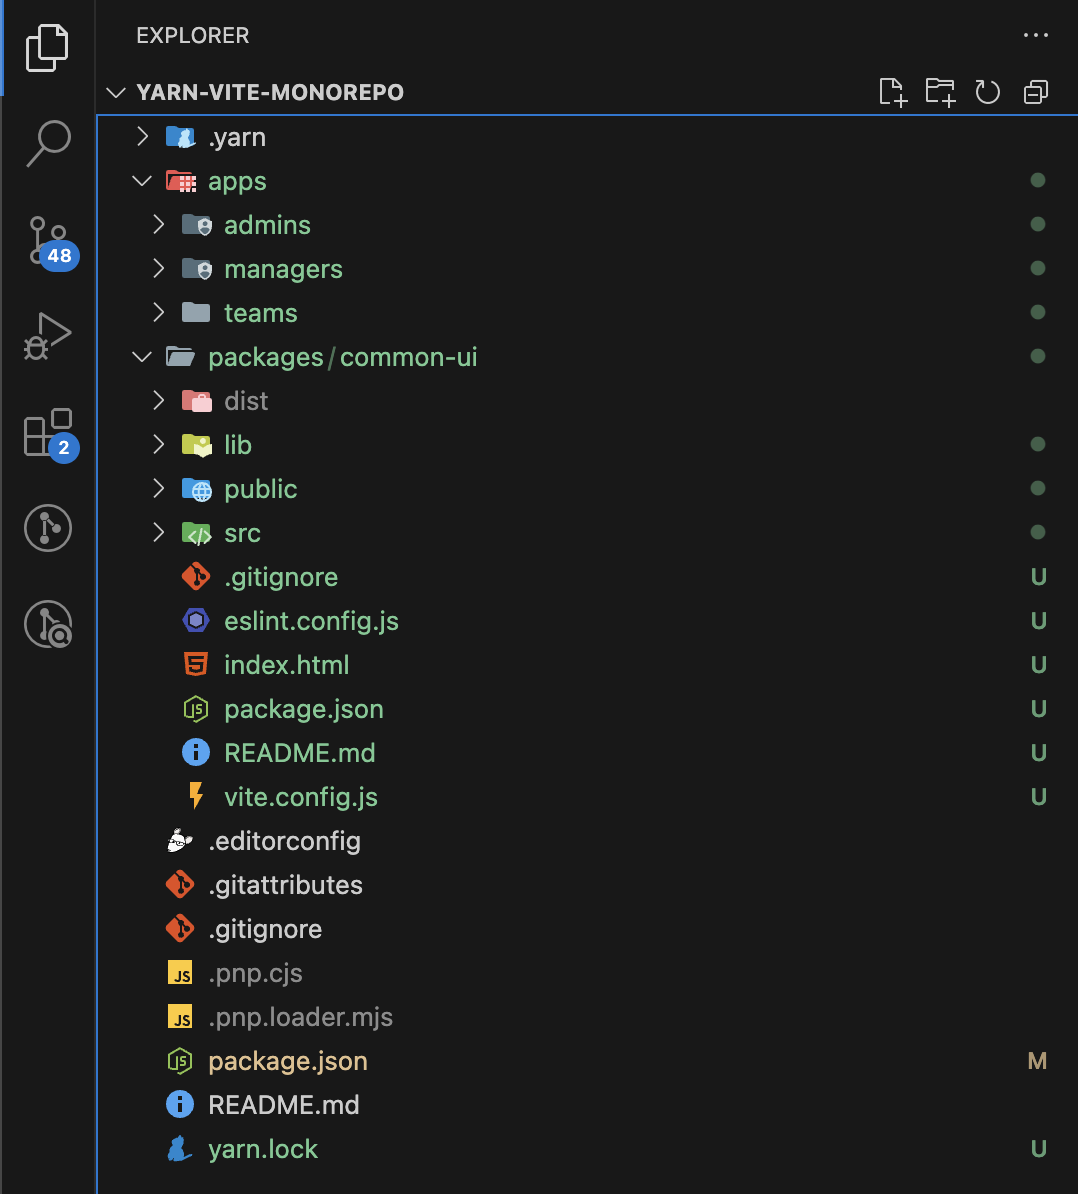 EXPLORER
YARN-VITE-MONOREPO
.yarn
apps
admins
managers
teams
packages/common-ui
dist
lib
public
src
.gitignore U
eslint.config.js U
index.html U
package.json U
README.md U
vite.config.js U
.editorconfig
.gitattributes
.gitignore
JS .pnp.cjs
JS .pnp.loader.mjs
package.json M
README.md
yarn.lock U
48
2